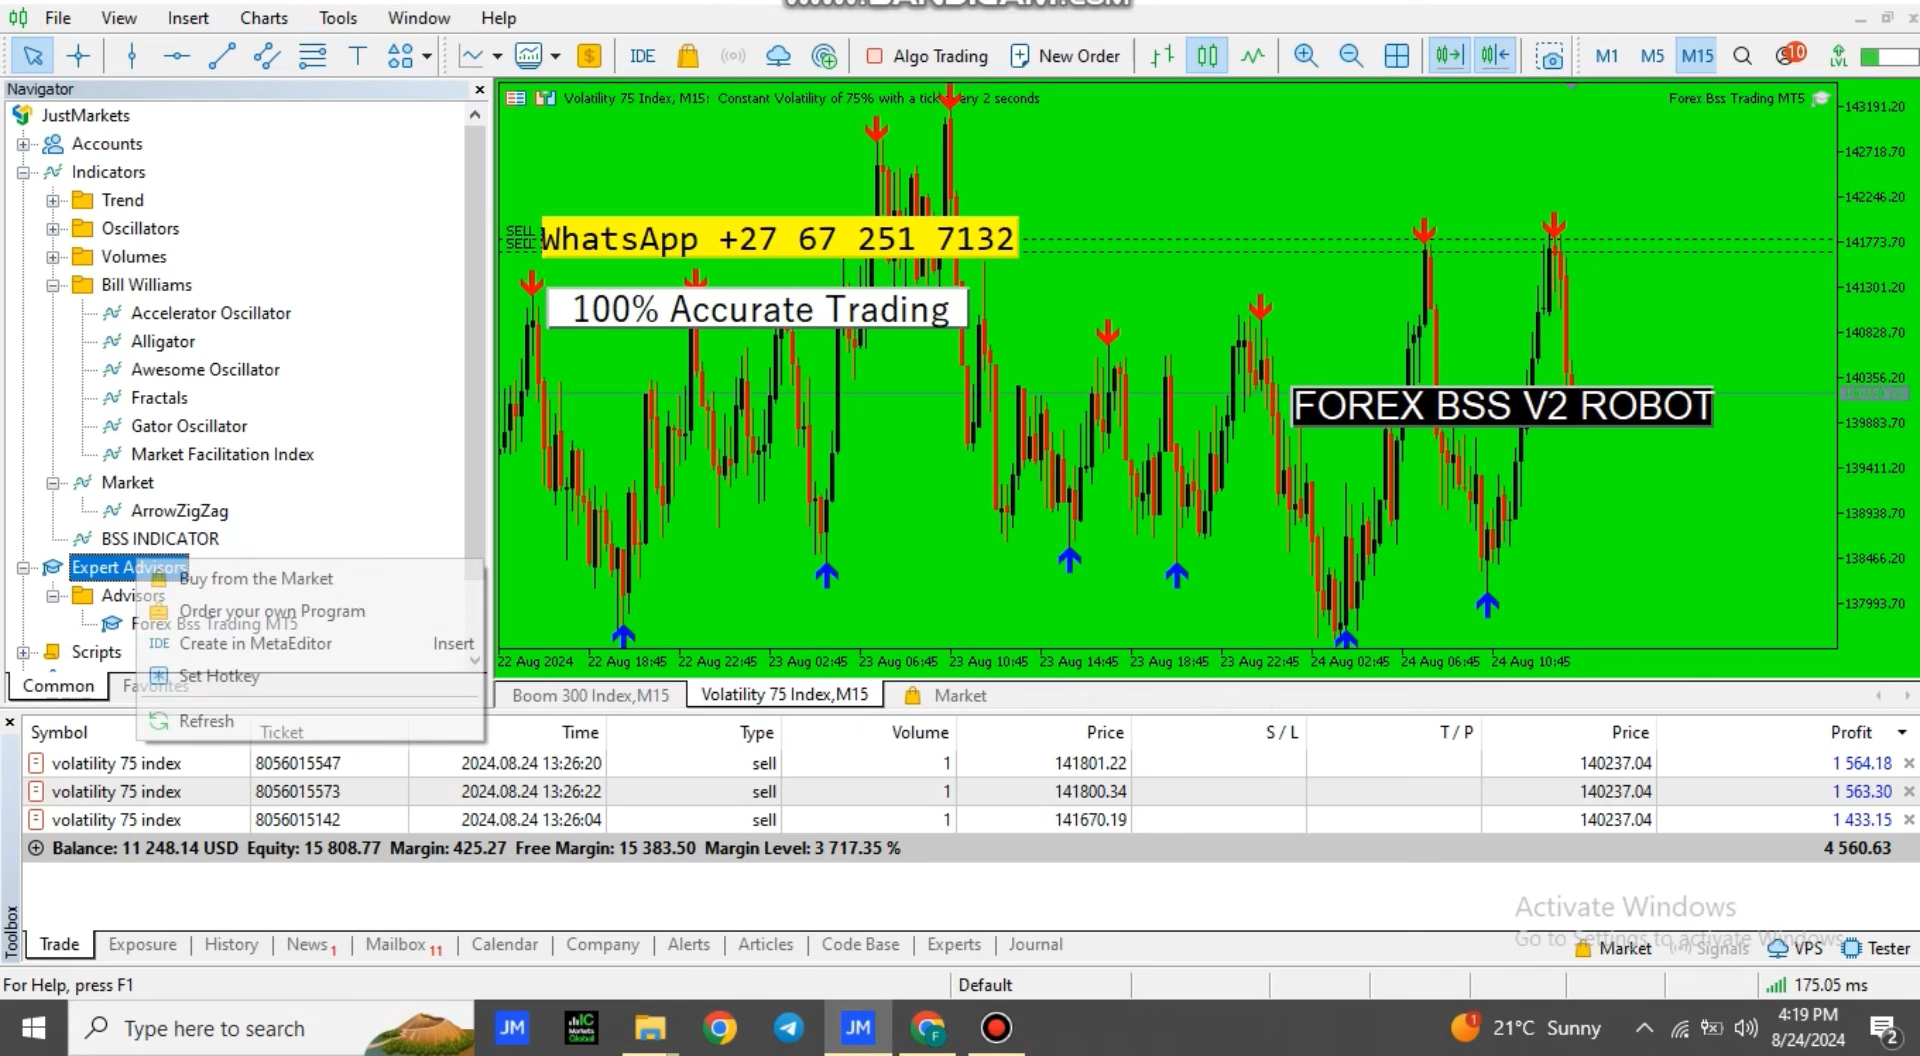 www.BANDICAM.com
File View Insert Charts Tools Window Help
IDE Algo Trading New Order M1 M5 M15 10 LVL
Navigator
JustMarkets
Accounts
Indicators
Trend
Oscillators
Volumes
Bill Williams
Accelerator Oscillator
Alligator
Awesome Oscillator
Fractals
Gator Oscillator
Market Facilitation Index
Market
ArrowZigZag
BSS INDICATOR
Expert Advisors
Advisors
Forex Bss Trading MT5
Scripts
Buy from the Market
Order your own Program
IDE Create in MetaEditor Insert
Set Hotkey
Refresh
Common Favorites
Volatility 75 Index, M15: Constant Volatility of 75% with a tick every 2 seconds
Forex Bss Trading MT5
SELL
SELL
WhatsApp +27 67 251 7132
100% Accurate Trading
FOREX BSS V2 ROBOT
143191.20
142718.70
142246.20
141773.70
141301.20
140828.70
140356.20
139883.70
139411.20
138938.70
138466.20
137993.70
22 Aug 2024 22 Aug 18:45 22 Aug 22:45 23 Aug 02:45 23 Aug 06:45 23 Aug 10:45 23 Aug 14:45 23 Aug 18:45 23 Aug 22:45 24 Aug 02:45 24 Aug 06:45 24 Aug 10:45
Boom 300 Index,M15 Volatility 75 Index,M15 Market
Symbol Ticket Time Type Volume Price S / L T / P Price Profit
volatility 75 index 8056015547 2024.08.24 13:26:20 sell 1 141801.22 140237.04 1 564.18
volatility 75 index 8056015573 2024.08.24 13:26:22 sell 1 141800.34 140237.04 1 563.30
volatility 75 index 8056015142 2024.08.24 13:26:04 sell 1 141670.19 140237.04 1 433.15
Balance: 11 248.14 USD Equity: 15 808.77 Margin: 425.27 Free Margin: 15 383.50 Margin Level: 3 717.35 % 4 560.63
Activate Windows
Go to Settings to activate Windows.
Toolbox
Trade Exposure History News 1 Mailbox 11 Calendar Company Alerts Articles Code Base Experts Journal
Market Signals VPS Tester
For Help, press F1 Default 175.05 ms
Type here to search
JM IC Markets Global JM F
1 21°C Sunny
4:19 PM
8/24/2024
2